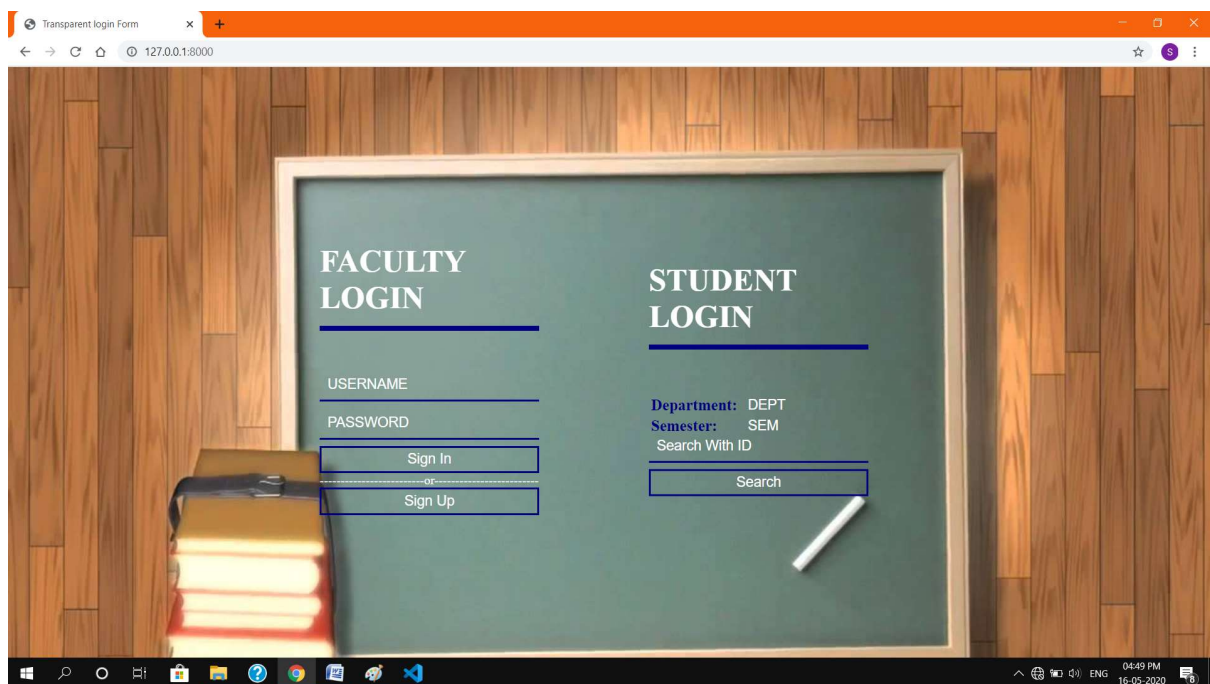 Transparent login Form
127.0.0.1:8000
S
FACULTY
LOGIN
USERNAME
PASSWORD
Sign In
-------------------------or-------------------------
Sign Up
STUDENT
LOGIN
Department: DEPT
Semester: SEM
Search With ID
Search
ENG
04:49 PM
16-05-2020
8